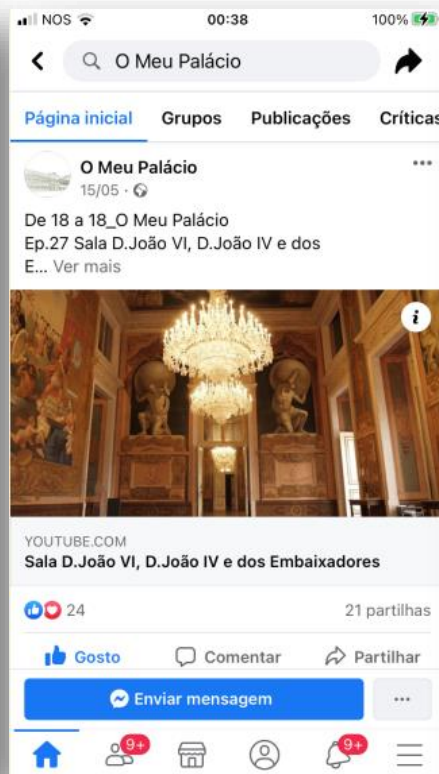 NOS
00:38
100%
O Meu Palácio
Página inicial
Grupos
Publicações
Críticas
O Meu Palácio
15/05 ·
De 18 a 18_O Meu Palácio
Ep.27 Sala D.João VI, D.João IV e dos
E... Ver mais
YOUTUBE.COM
Sala D.João VI, D.João IV e dos Embaixadores
24
21 partilhas
Gosto
Comentar
Partilhar
Enviar mensagem
9+
9+